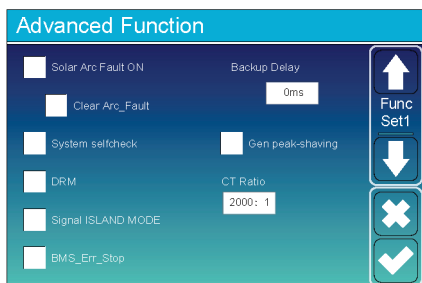 Advanced Function
Solar Arc Fault ON
Backup Delay
0ms
Clear Arc_Fault
Func
Set1
System selfcheck
Gen peak-shaving
DRM
CT Ratio
2000: 1
Signal ISLAND MODE
BMS_Err_Stop